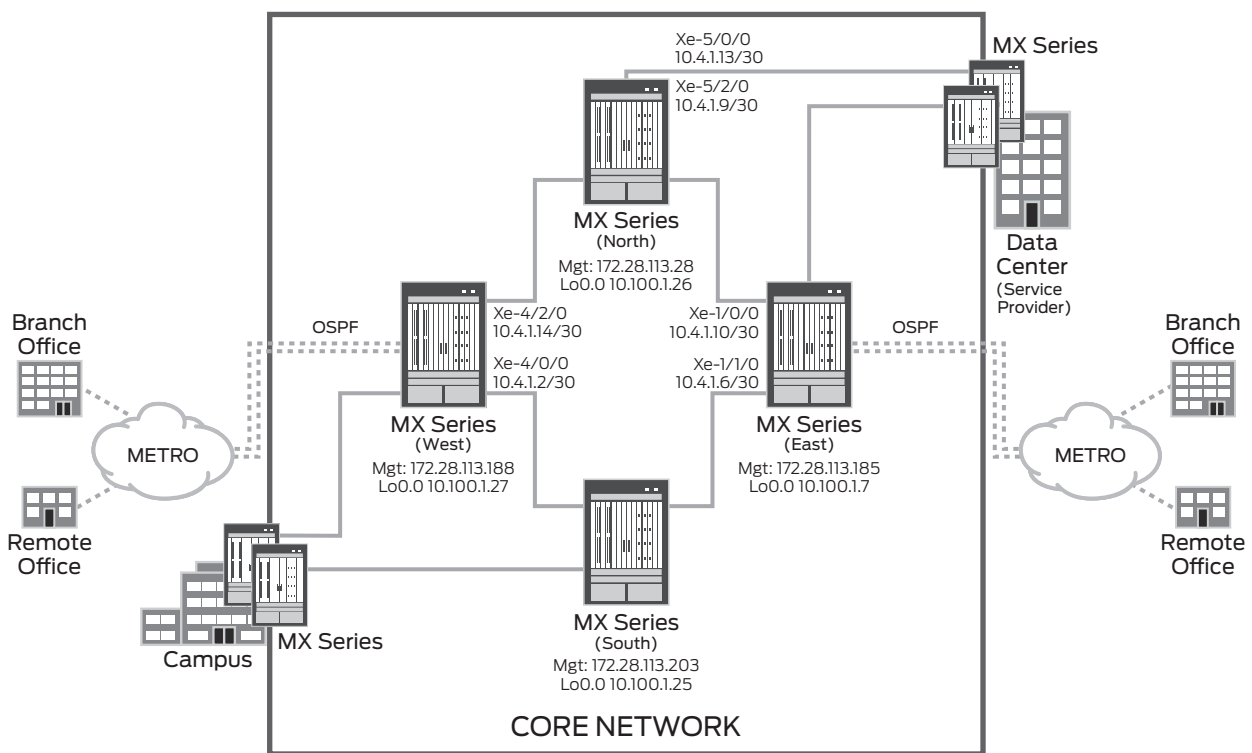 Xe-5/0/0
10.4.1.13/30
MX Series
Xe-5/2/0
10.4.1.9/30
MX Series
(North)
Mgt: 172.28.113.28
Lo0.0 10.100.1.26
Data
Center
(Service
Provider)
Branch
Office
OSPF
Xe-4/2/0
10.4.1.14/30
Xe-4/0/0
10.4.1.2/30
Xe-1/0/0
10.4.1.10/30
Xe-1/1/0
10.4.1.6/30
OSPF
Branch
Office
METRO
MX Series
(West)
Mgt: 172.28.113.188
Lo0.0 10.100.1.27
MX Series
(East)
Mgt: 172.28.113.185
Lo0.0 10.100.1.7
METRO
Remote
Office
Remote
Office
MX Series
Campus
MX Series
(South)
Mgt: 172.28.113.203
Lo0.0 10.100.1.25
CORE NETWORK